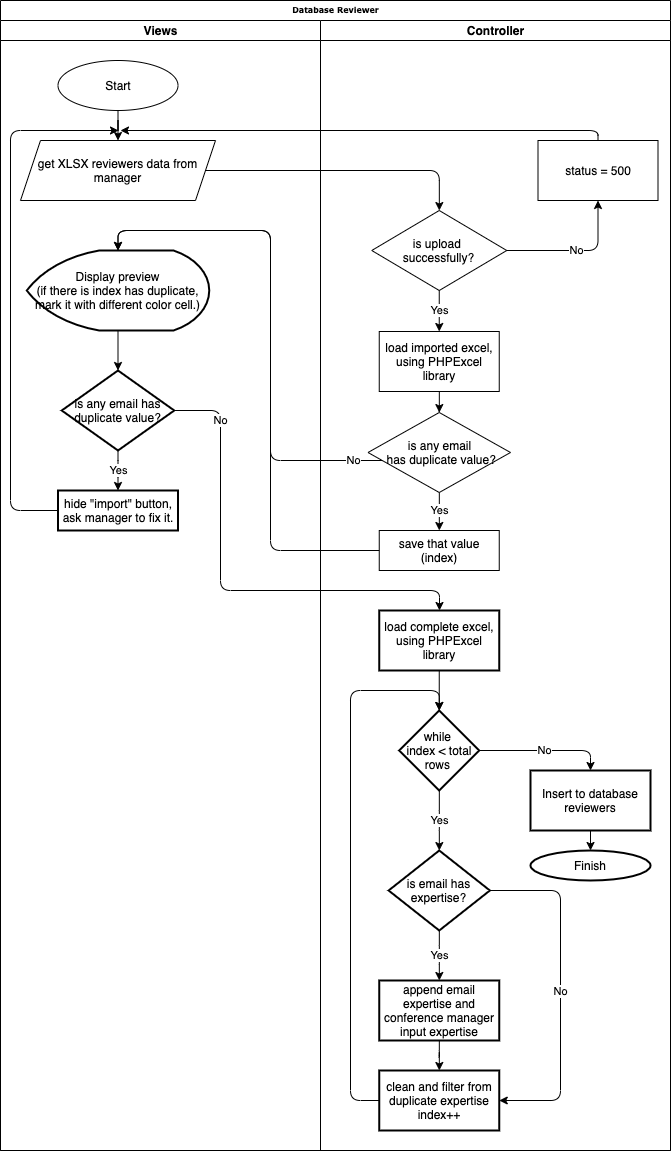 Database Reviewer
Views
Controller
Start
get XLSX reviewers data from
manager
status = 500
is upload
successfully?
No
Yes
Display preview
(if there is index has duplicate,
mark it with different color cell.)
load imported excel,
using PHPExcel
library
is any email has
duplicate value?
No
is any email
has duplicate value?
No
Yes
Yes
hide "import" button,
ask manager to fix it.
save that value
(index)
load complete excel,
using PHPExcel
library
while
index < total
rows
No
Insert to database
reviewers
Yes
Finish
is email has
expertise?
Yes
No
append email
expertise and
conference manager
input expertise
clean and filter from
duplicate expertise
index++